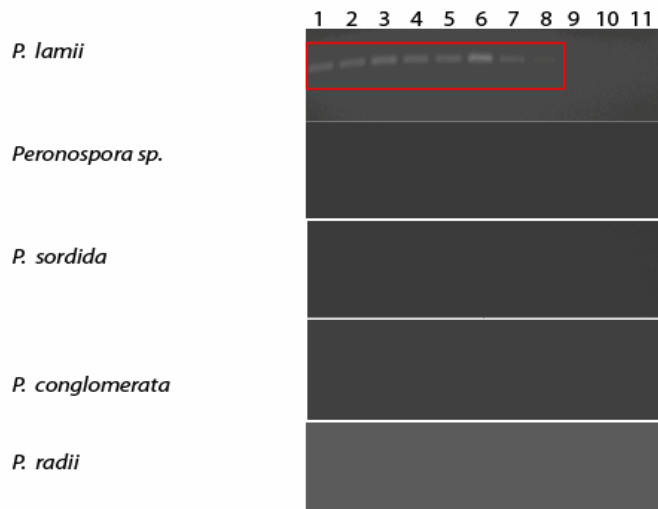 1 2 3 4 5 6 7 8 9 10 11
P. lamii
Peronospora sp.
P. sordida
P. conglomerata
P. radii